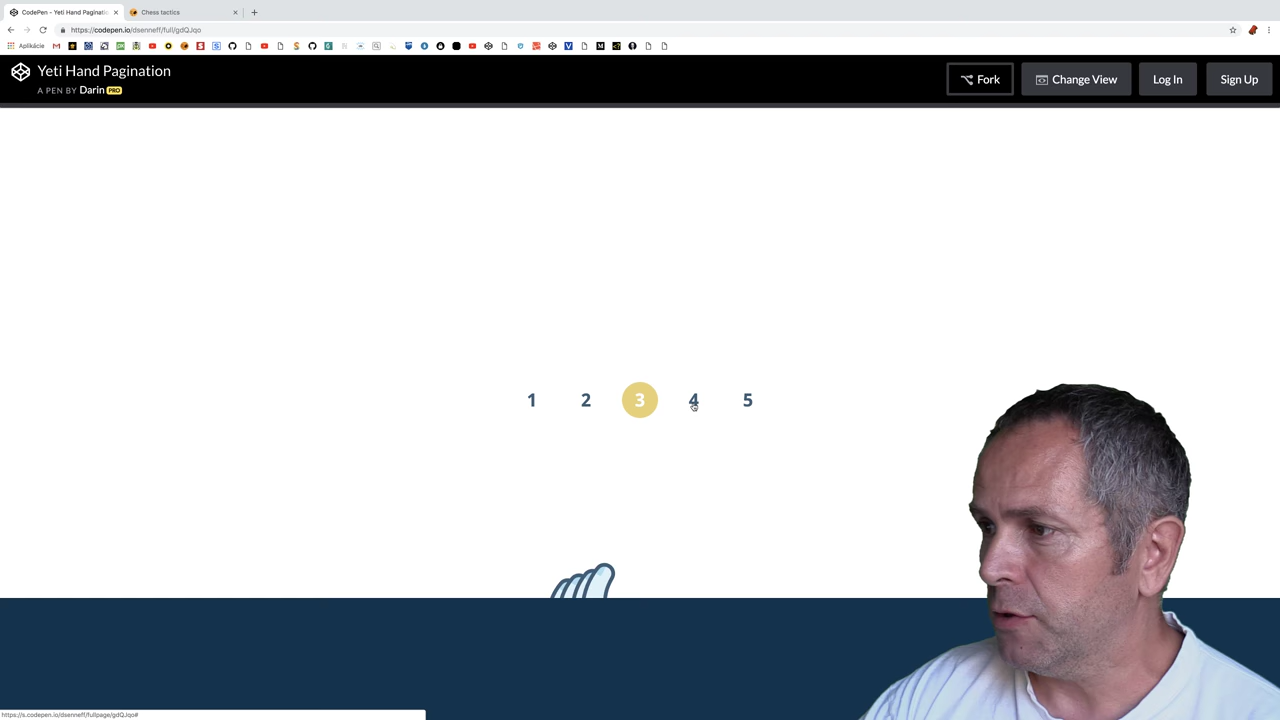 CodePen - Yeti Hand Paginatio
Chess tactics
https://codepen.io/dsenneff/full/gdQJqo
Aplikácie
Yeti Hand Pagination
A PEN BY Darin PRO
Fork
Change View
Log In
Sign Up
1 2 3 4 5
https://s.codepen.io/dsenneff/fullpage/gdQJqo#